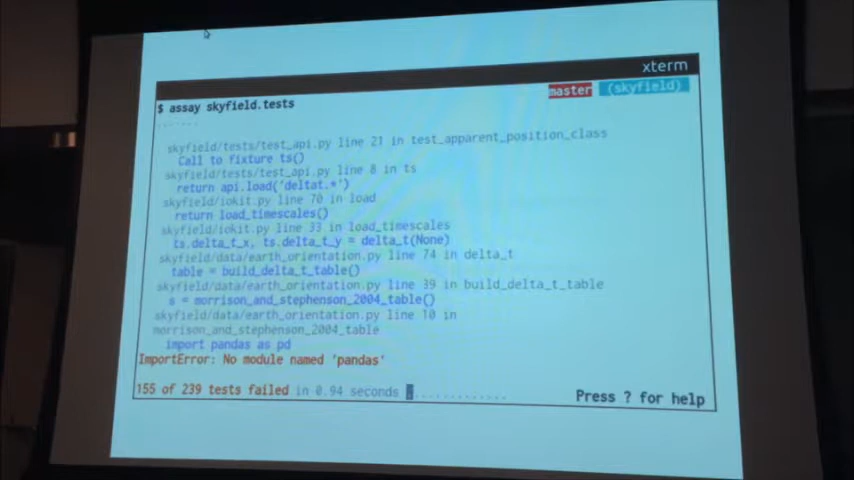 xterm
$ assay skyfield.tests
master (skyfield)
.......
skyfield/tests/test_api.py line 21 in test_apparent_position_class
Call to fixture ts()
skyfield/tests/test_api.py line 8 in ts
return api.load('deltat.*')
skyfield/iokit.py line 70 in load
return load_timescales()
skyfield/iokit.py line 33 in load_timescales
ts.delta_t_x, ts.delta_t_y = delta_t(None)
skyfield/data/earth_orientation.py line 74 in delta_t
table = build_delta_t_table()
skyfield/data/earth_orientation.py line 39 in build_delta_t_table
s = morrison_and_stephenson_2004_table()
skyfield/data/earth_orientation.py line 10 in
morrison_and_stephenson_2004_table
import pandas as pd
ImportError: No module named 'pandas'
155 of 239 tests failed in 0.94 seconds
Press ? for help